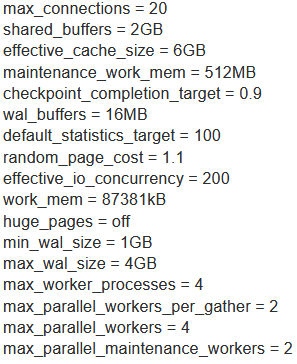 max_connections = 20
shared_buffers = 2GB
effective_cache_size = 6GB
maintenance_work_mem = 512MB
checkpoint_completion_target = 0.9
wal_buffers = 16MB
default_statistics_target = 100
random_page_cost = 1.1
effective_io_concurrency = 200
work_mem = 87381kB
huge_pages = off
min_wal_size = 1GB
max_wal_size = 4GB
max_worker_processes = 4
max_parallel_workers_per_gather = 2
max_parallel_workers = 4
max_parallel_maintenance_workers = 2